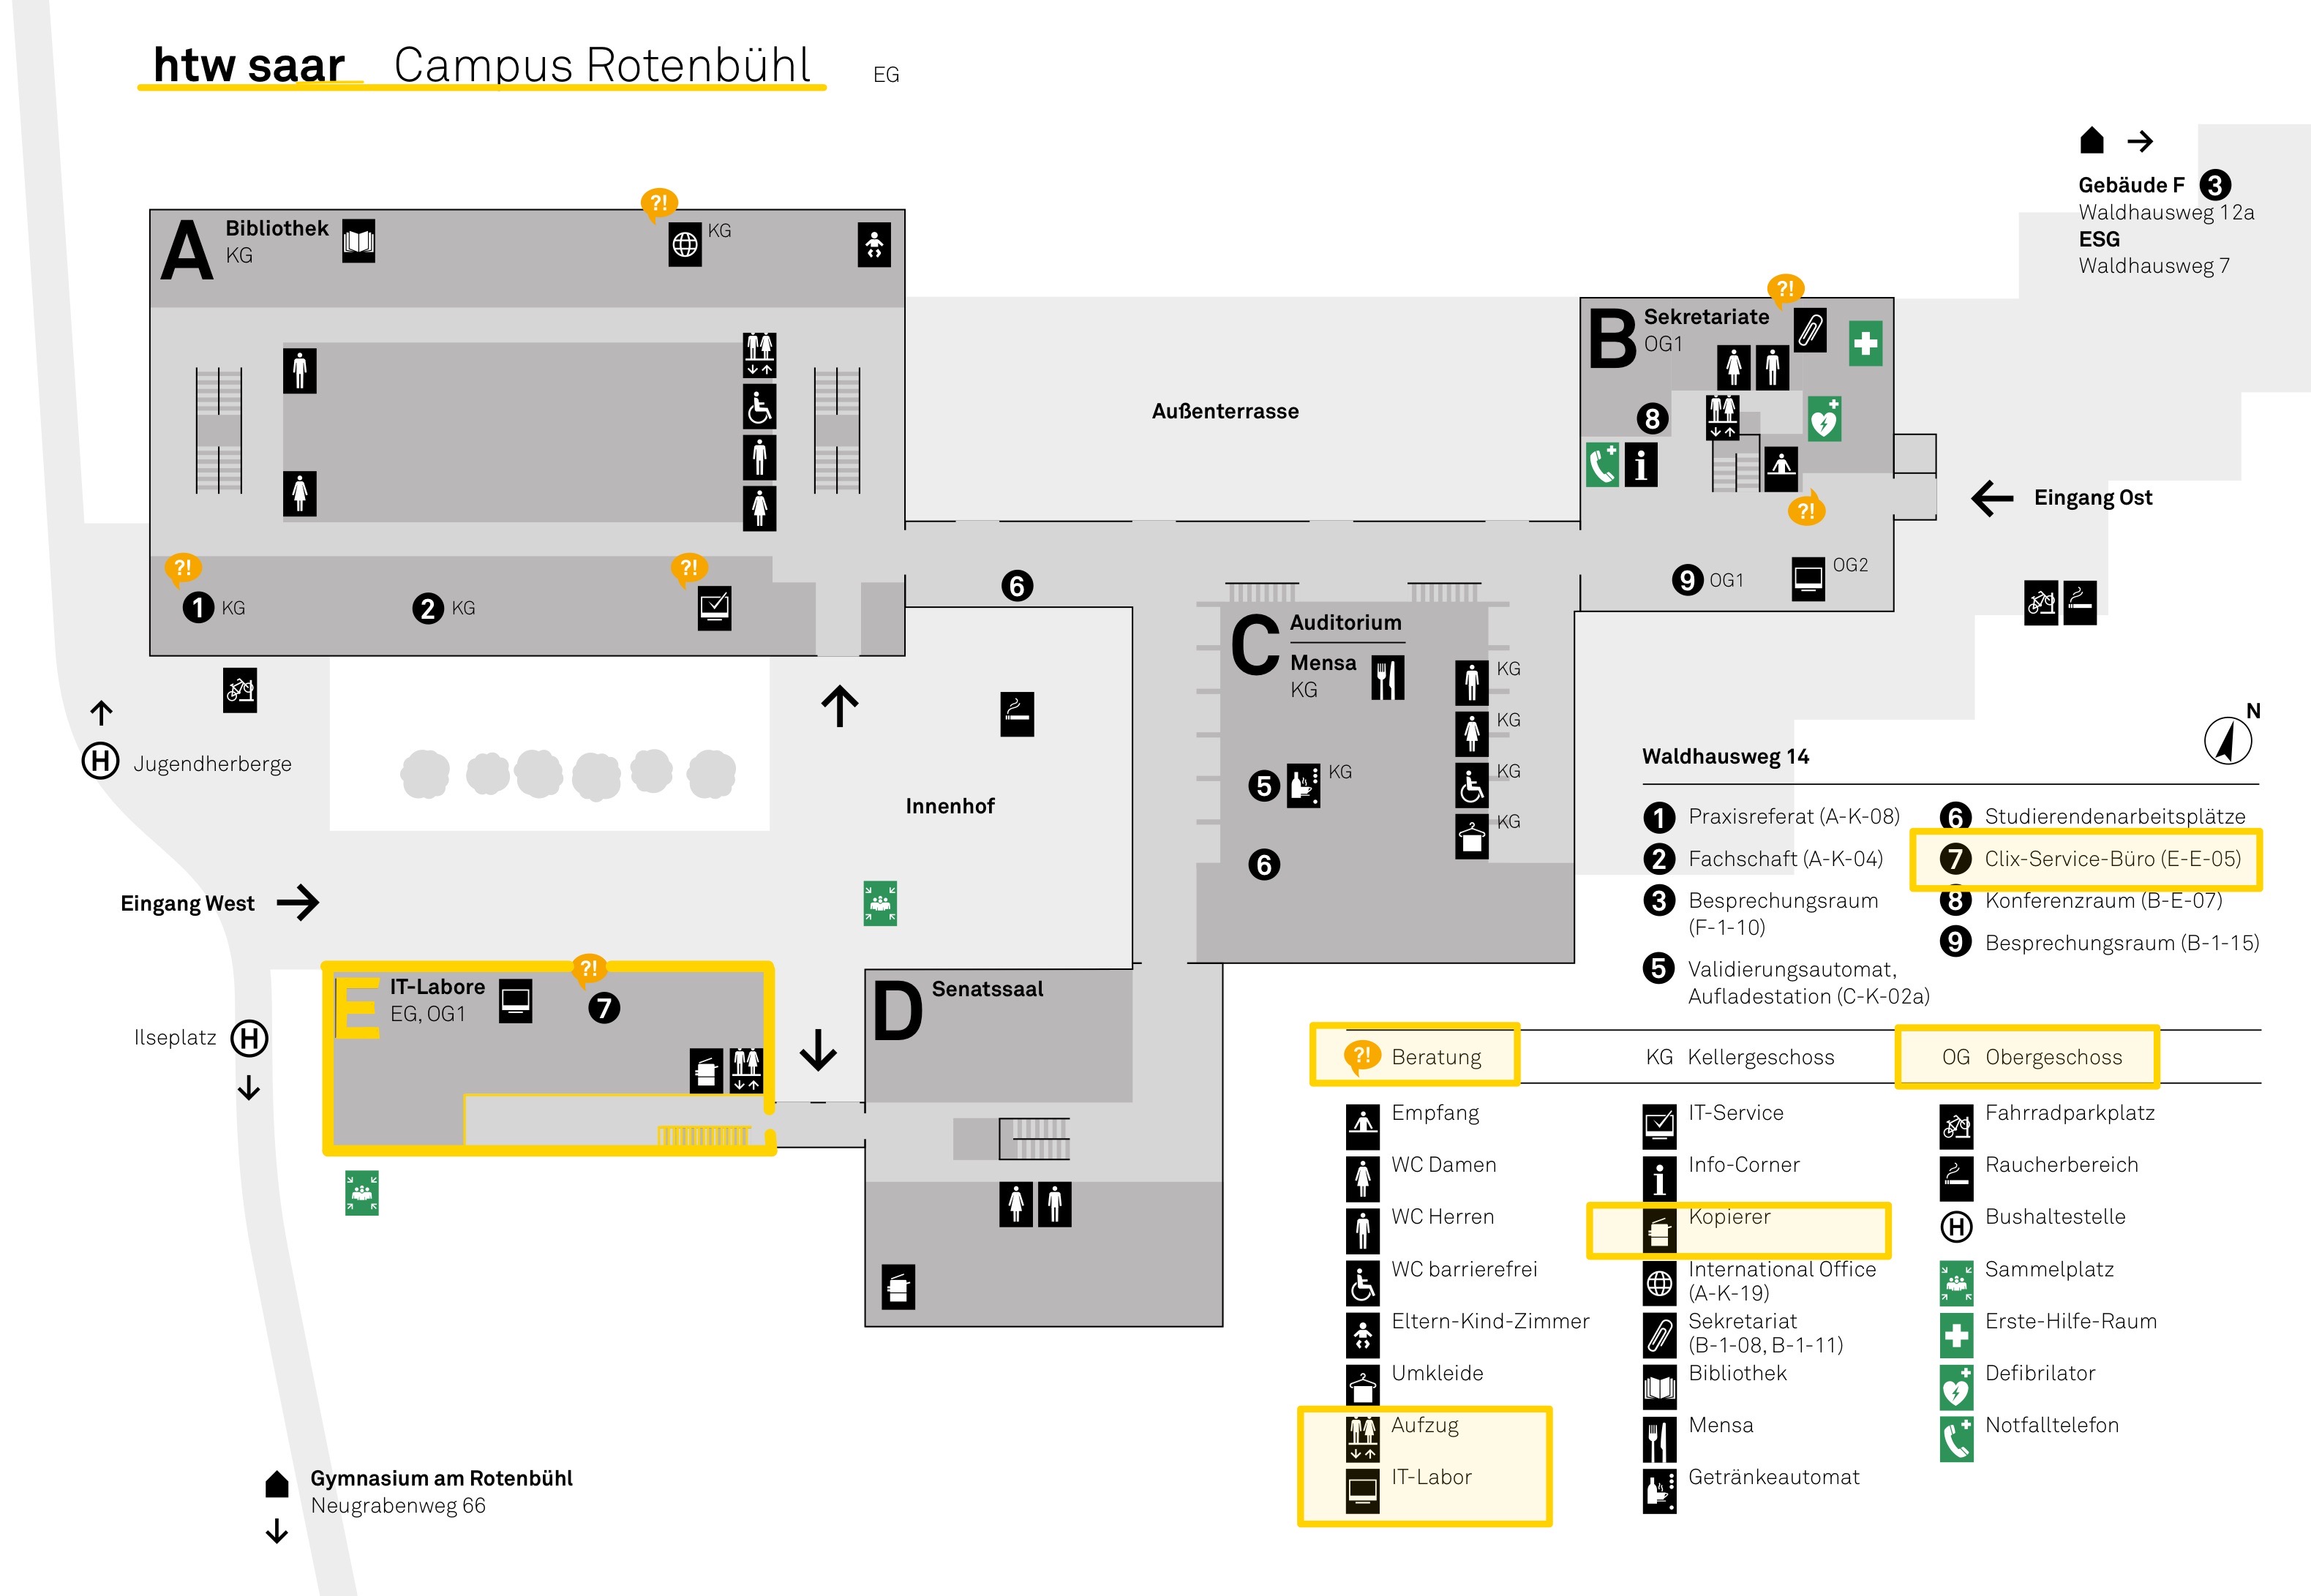 htw saar Campus Rotenbühl EG
Gebäude F 3
Waldhausweg 12a
ESG
Waldhausweg 7
A Bibliothek
KG
?!
KG
B Sekretariate
OG1
?!
8
i
?!
Außenterrasse
Eingang Ost
9 OG1
OG2
?!
1 KG
2 KG
?!
6
C Auditorium
Mensa
KG
KG
KG
KG
KG
5 KG
6
H Jugendherberge
Innenhof
Eingang West
E IT-Labore
EG, OG1
?!
7
D Senatssaal
Ilseplatz H
Gymnasium am Rotenbühl
Neugrabenweg 66
N
Waldhausweg 14
1 Praxisreferat (A-K-08)
2 Fachschaft (A-K-04)
3 Besprechungsraum
(F-1-10)
5 Validierungsautomat,
Aufladestation (C-K-02a)
6 Studierendenarbeitsplätze
7 Clix-Service-Büro (E-E-05)
8 Konferenzraum (B-E-07)
9 Besprechungsraum (B-1-15)
?! Beratung
KG Kellergeschoss
OG Obergeschoss
Empfang
WC Damen
WC Herren
WC barrierefrei
Eltern-Kind-Zimmer
Umkleide
Aufzug
IT-Labor
IT-Service
i Info-Corner
Kopierer
International Office
(A-K-19)
Sekretariat
(B-1-08, B-1-11)
Bibliothek
Mensa
Getränkeautomat
Fahrradparkplatz
Raucherbereich
H Bushaltestelle
Sammelplatz
Erste-Hilfe-Raum
Defibrilator
Notfalltelefon